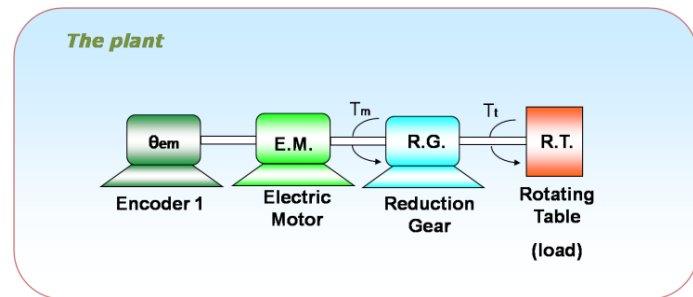 The plant
Tm
Tt
θem
E.M.
R.G.
R.T.
Encoder 1
Electric
Motor
Reduction
Gear
Rotating
Table
(load)